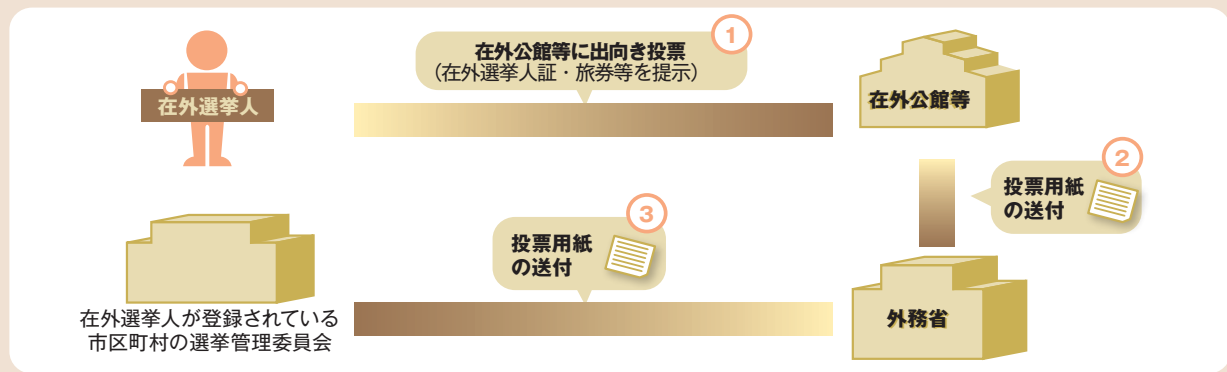 在外選挙人
①
在外公館等に出向き投票
（在外選挙人証・旅券等を提示）
在外公館等
②
投票用紙
の送付
外務省
③
投票用紙
の送付
在外選挙人が登録されている
市区町村の選挙管理委員会